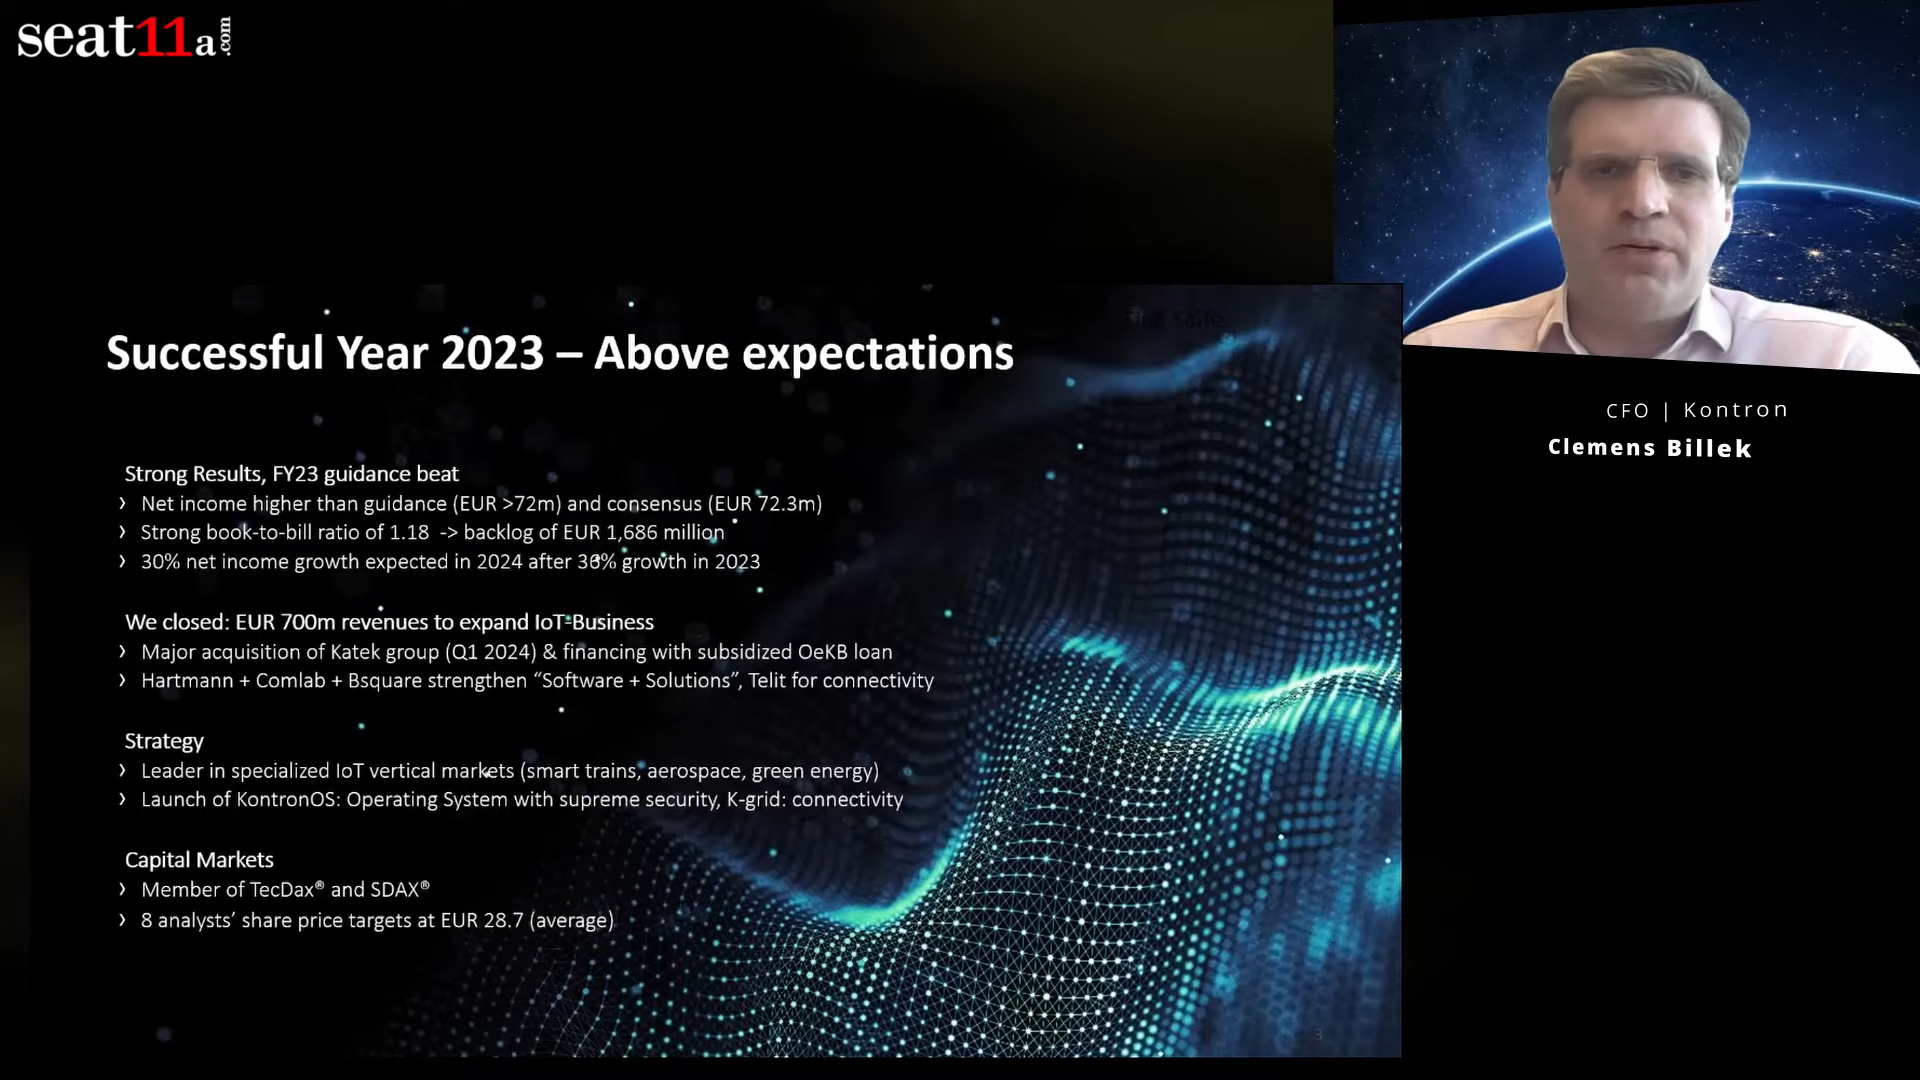 seat11a.com
Successful Year 2023 – Above expectations
Strong Results, FY23 guidance beat
› Net income higher than guidance (EUR >72m) and consensus (EUR 72.3m)
› Strong book-to-bill ratio of 1.18 -> backlog of EUR 1,686 million
› 30% net income growth expected in 2024 after 36% growth in 2023
We closed: EUR 700m revenues to expand IoT-Business
› Major acquisition of Katek group (Q1 2024) & financing with subsidized OeKB loan
› Hartmann + Comlab + Bsquare strengthen “Software + Solutions”, Telit for connectivity
Strategy
› Leader in specialized IoT vertical markets (smart trains, aerospace, green energy)
› Launch of KontronOS: Operating System with supreme security, K-grid: connectivity
Capital Markets
› Member of TecDax® and SDAX®
› 8 analysts’ share price targets at EUR 28.7 (average)
3
CFO | Kontron
Clemens Billek